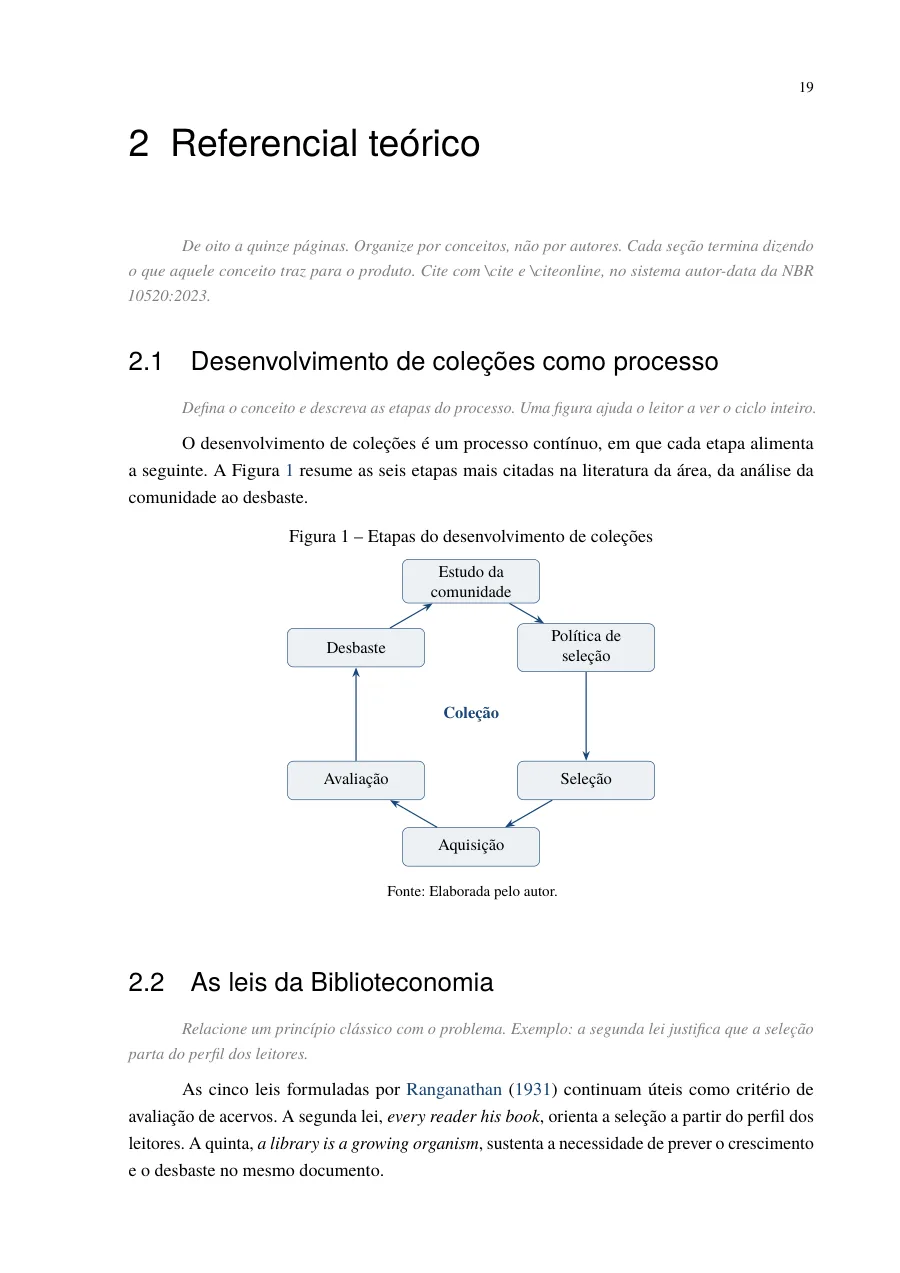 19
2 Referencial teórico
De oito a quinze páginas. Organize por conceitos, não por autores. Cada seção termina dizendo
o que aquele conceito traz para o produto. Cite com \cite e \citeonline, no sistema autor-data da NBR
10520:2023.
2.1 Desenvolvimento de coleções como processo
Defina o conceito e descreva as etapas do processo. Uma figura ajuda o leitor a ver o ciclo inteiro.
O desenvolvimento de coleções é um processo contínuo, em que cada etapa alimenta
a seguinte. A Figura 1 resume as seis etapas mais citadas na literatura da área, da análise da
comunidade ao desbaste.
Figura 1 – Etapas do desenvolvimento de coleções
Estudo da
comunidade
Política de
seleção
Desbaste
Coleção
Avaliação
Seleção
Aquisição
Fonte: Elaborada pelo autor.
2.2 As leis da Biblioteconomia
Relacione um princípio clássico com o problema. Exemplo: a segunda lei justifica que a seleção
parta do perfil dos leitores.
As cinco leis formuladas por Ranganathan (1931) continuam úteis como critério de
avaliação de acervos. A segunda lei, every reader his book, orienta a seleção a partir do perfil dos
leitores. A quinta, a library is a growing organism, sustenta a necessidade de prever o crescimento
e o desbaste no mesmo documento.